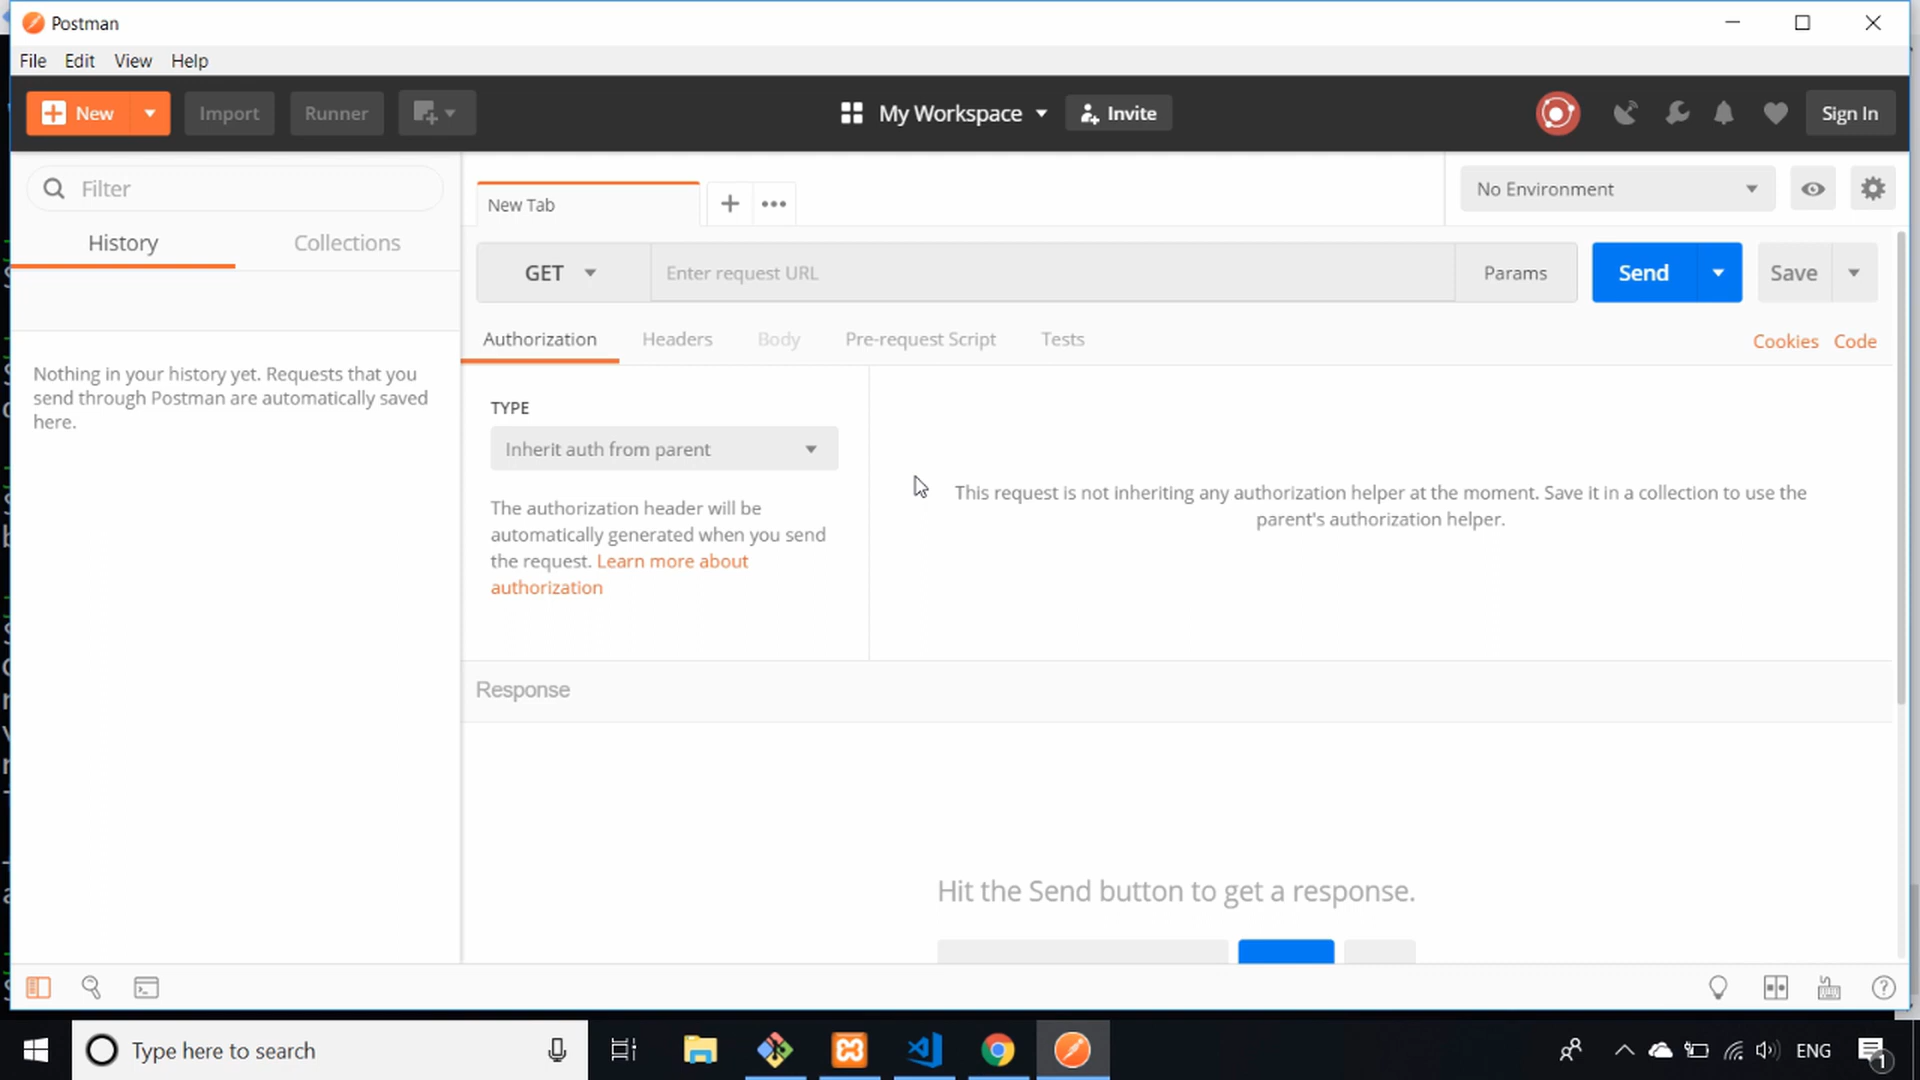 Postman
File Edit View Help
New Import Runner My Workspace Invite Sign In
Filter
History Collections
Nothing in your history yet. Requests that you
send through Postman are automatically saved
here.
New Tab
No Environment
GET Enter request URL Params Send Save
Authorization Headers Body Pre-request Script Tests Cookies Code
TYPE
Inherit auth from parent
The authorization header will be
automatically generated when you send
the request. Learn more about
authorization
This request is not inheriting any authorization helper at the moment. Save it in a collection to use the
parent's authorization helper.
Response
Hit the Send button to get a response.
Type here to search
ENG
1